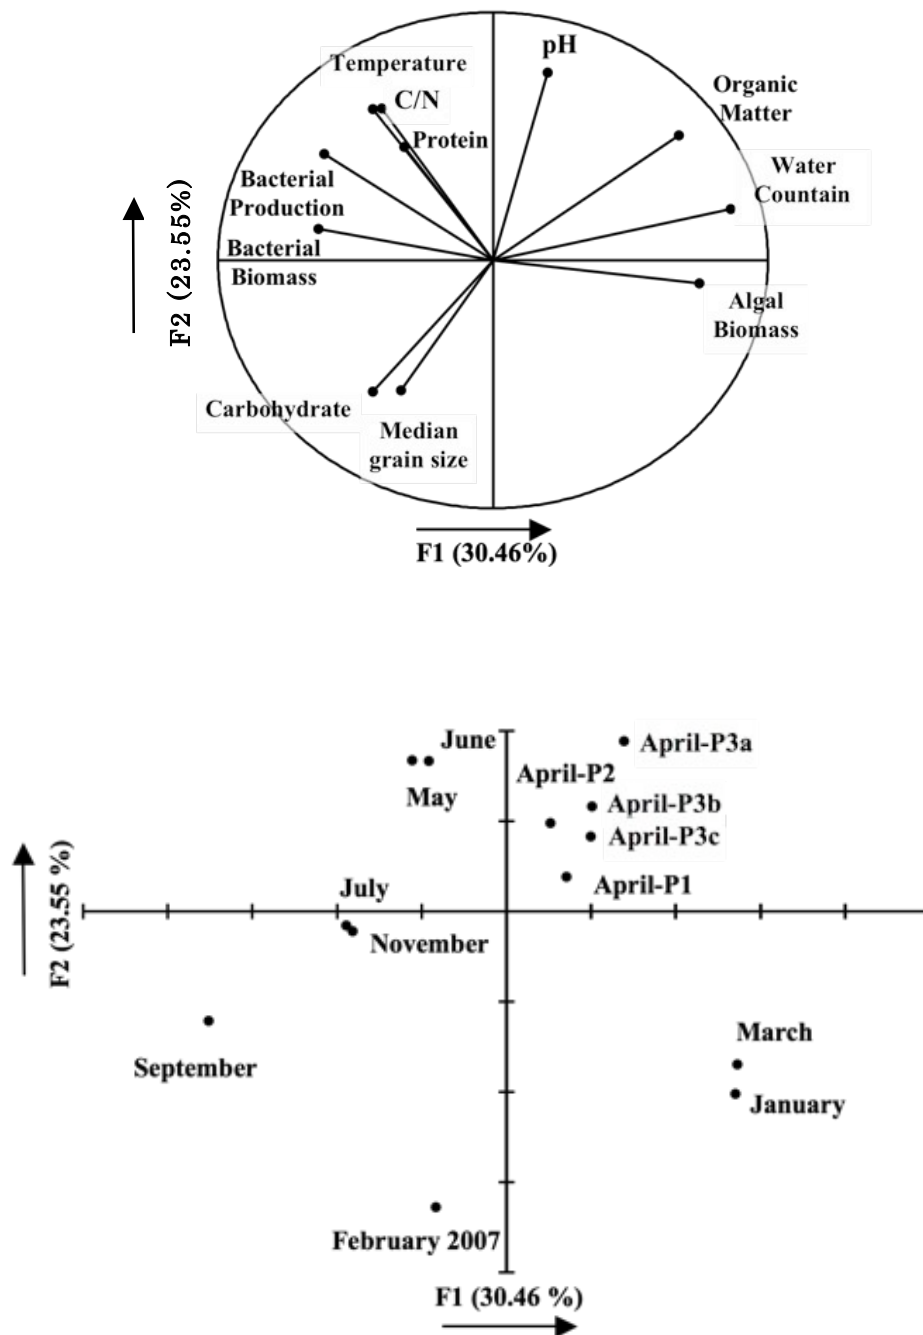 pH
Temperature
C/N
Protein
Organic
Matter
Water
Countain
Bacterial
Production
Bacterial
Biomass
Algal
Biomass
Carbohydrate
Median
grain size
F2 (23.55%)
F1 (30.46%)
June
April-P3a
April-P2
May
April-P3b
April-P3c
July
April-P1
November
F2 (23.55 %)
March
September
January
February 2007
F1 (30.46 %)